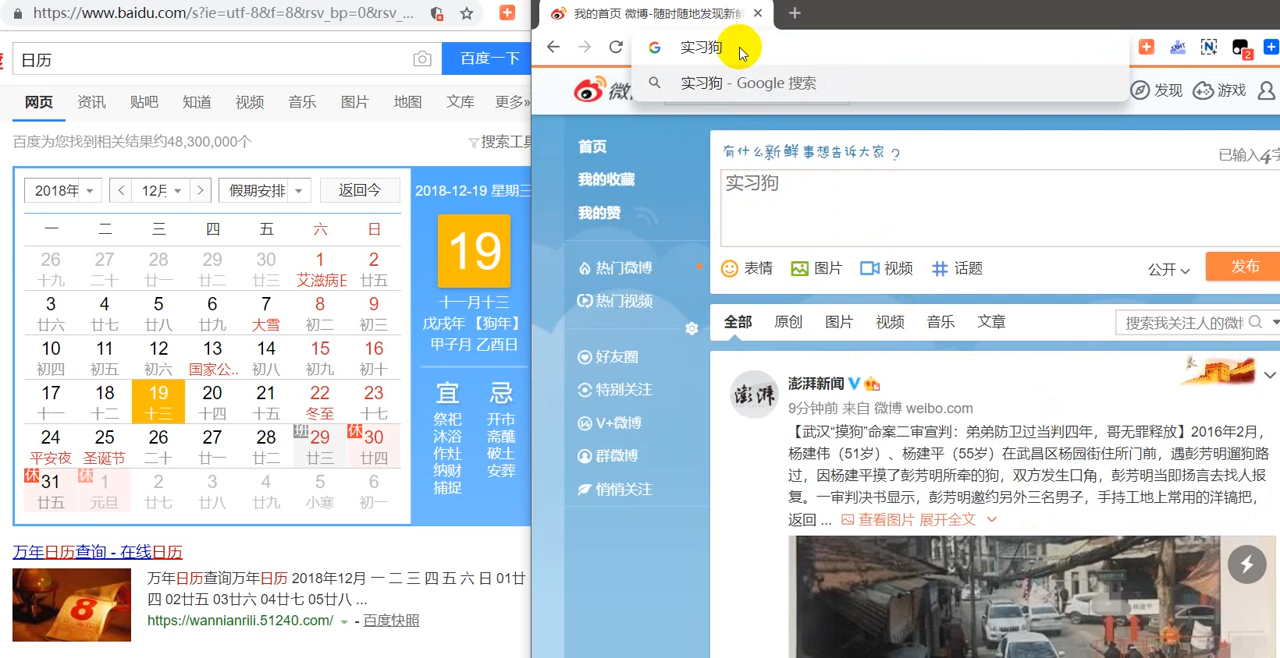 https://www.baidu.com/s?ie=utf-8&f=8&rsv_bp=0&rsv_...
日历
百度一下
网页 资讯 贴吧 知道 视频 音乐 图片 地图 文库 更多»
百度为您找到相关结果约48,300,000个
搜索工具
2018年 12月 假期安排 返回今
一 二 三 四 五 六 日
26 27 28 29 30 1 2
十九 二十 廿一 廿二 廿三 艾滋病日 廿五
3 4 5 6 7 8 9
廿六 廿七 廿八 廿九 大雪 初二 初三
10 11 12 13 14 15 16
初四 初五 初六 国家公.. 初八 初九 初十
17 18 19 20 21 22 23
十一 十二 十三 十四 十五 冬至 十七
24 25 26 27 28 班29 休30
平安夜 圣诞节 二十 廿一 廿二 廿三 廿四
休31 休1 2 3 4 5 6
廿五 元旦 廿七 廿八 廿九 小寒 初一
2018-12-19 星期三
19
十一月十三
戊戌年【狗年】
甲子月 乙酉日
宜 忌
祭祀 开市
沐浴 斋醮
作灶 破土
纳财 安葬
捕捉
万年日历查询 - 在线日历
8
万年日历查询万年日历 2018年12月 一 二 三 四 五 六 日 01廿
四 02廿五 03廿六 04廿七 05廿八 ...
https://wannianrili.51240.com/ - 百度快照
我的首页 微博-随时随地发现新
实习狗
实习狗 - Google 搜索
微
发现 游戏
首页
我的收藏
我的赞
热门微博
热门视频
好友圈
特别关注
V+微博
群微博
悄悄关注
有什么新鲜事想告诉大家?
已输入4字
实习狗
表情 图片 视频 话题
公开 发布
全部 原创 图片 视频 音乐 文章
搜索我关注人的微
澎湃
澎湃新闻
9分钟前 来自 微博 weibo.com
【武汉“摸狗”命案二审宣判：弟弟防卫过当判四年，哥无罪释放】2016年2月，
杨建伟（51岁）、杨建平（55岁）在武昌区杨园街住所门前，遇彭芳明遛狗路
过，因杨建平摸了彭芳明所牵的狗，双方发生口角，彭芳明当即扬言去找人报
复。一审判决书显示，彭芳明邀约另外三名男子，手持工地上常用的洋镐把，
返回 ... 查看图片 展开全文